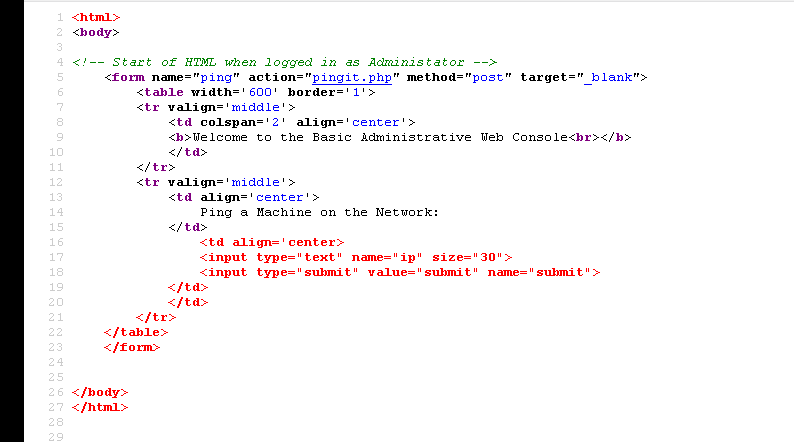 1 <html>
2 <body>
3
4 <!-- Start of HTML when logged in as Administator -->
5 <form name="ping" action="pingit.php" method="post" target="_blank">
6 <table width='600' border='1'>
7 <tr valign='middle'>
8 <td colspan='2' align='center'>
9 <b>Welcome to the Basic Administrative Web Console<br></b>
10 </td>
11 </tr>
12 <tr valign='middle'>
13 <td align='center'>
14 Ping a Machine on the Network:
15 </td>
16 <td align='center>
17 <input type="text" name="ip" size="30">
18 <input type="submit" value="submit" name="submit">
19 </td>
20 </td>
21 </tr>
22 </table>
23 </form>
24
25
26 </body>
27 </html>
28
29